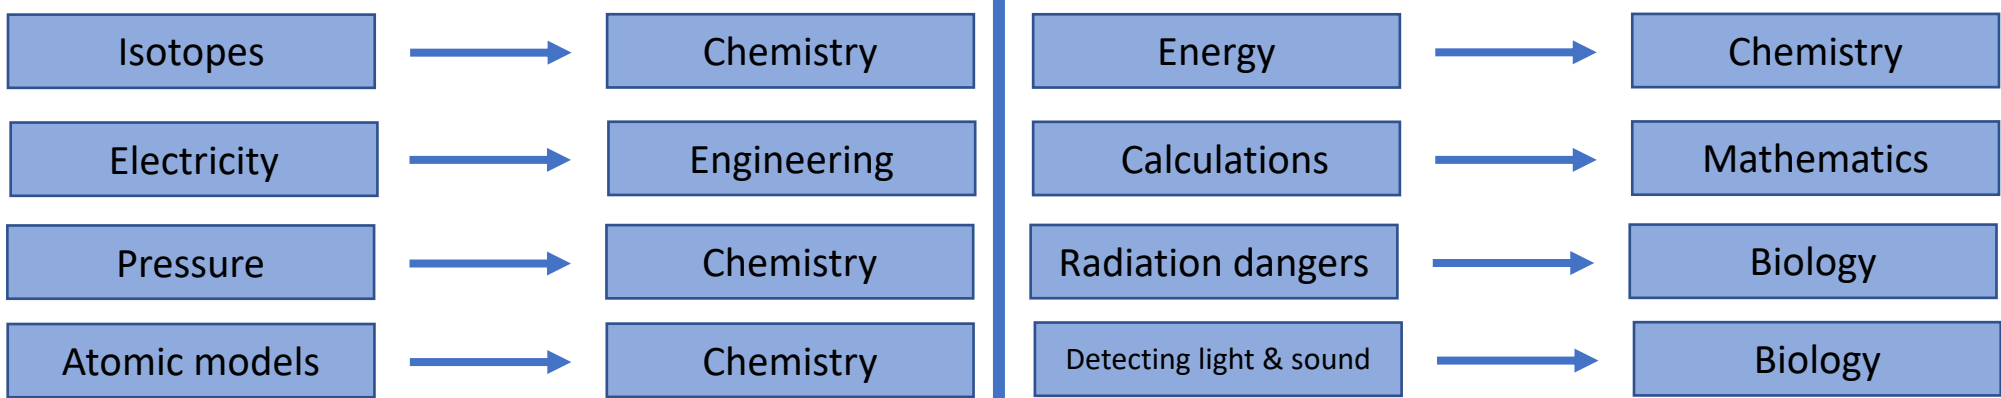 Isotopes
Chemistry
Electricity
Engineering
Pressure
Chemistry
Atomic models
Chemistry
Energy
Chemistry
Calculations
Mathematics
Radiation dangers
Biology
Detecting light & sound
Biology